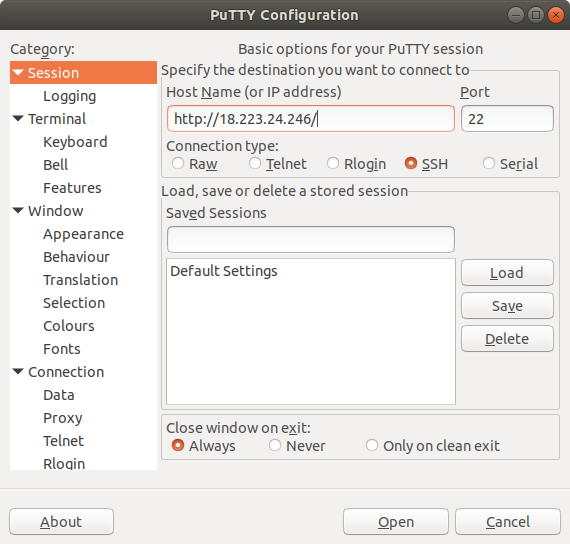 PuTTY Configuration
Category:
Session
Logging
Terminal
Keyboard
Bell
Features
Window
Appearance
Behaviour
Translation
Selection
Colours
Fonts
Connection
Data
Proxy
Telnet
Rlogin
Basic options for your PuTTY session
Specify the destination you want to connect to
Host Name (or IP address) Port
http://18.223.24.246/ 22
Connection type:
Raw Telnet Rlogin SSH Serial
Load, save or delete a stored session
Saved Sessions
Default Settings
Load
Save
Delete
Close window on exit:
Always Never Only on clean exit
About Open Cancel